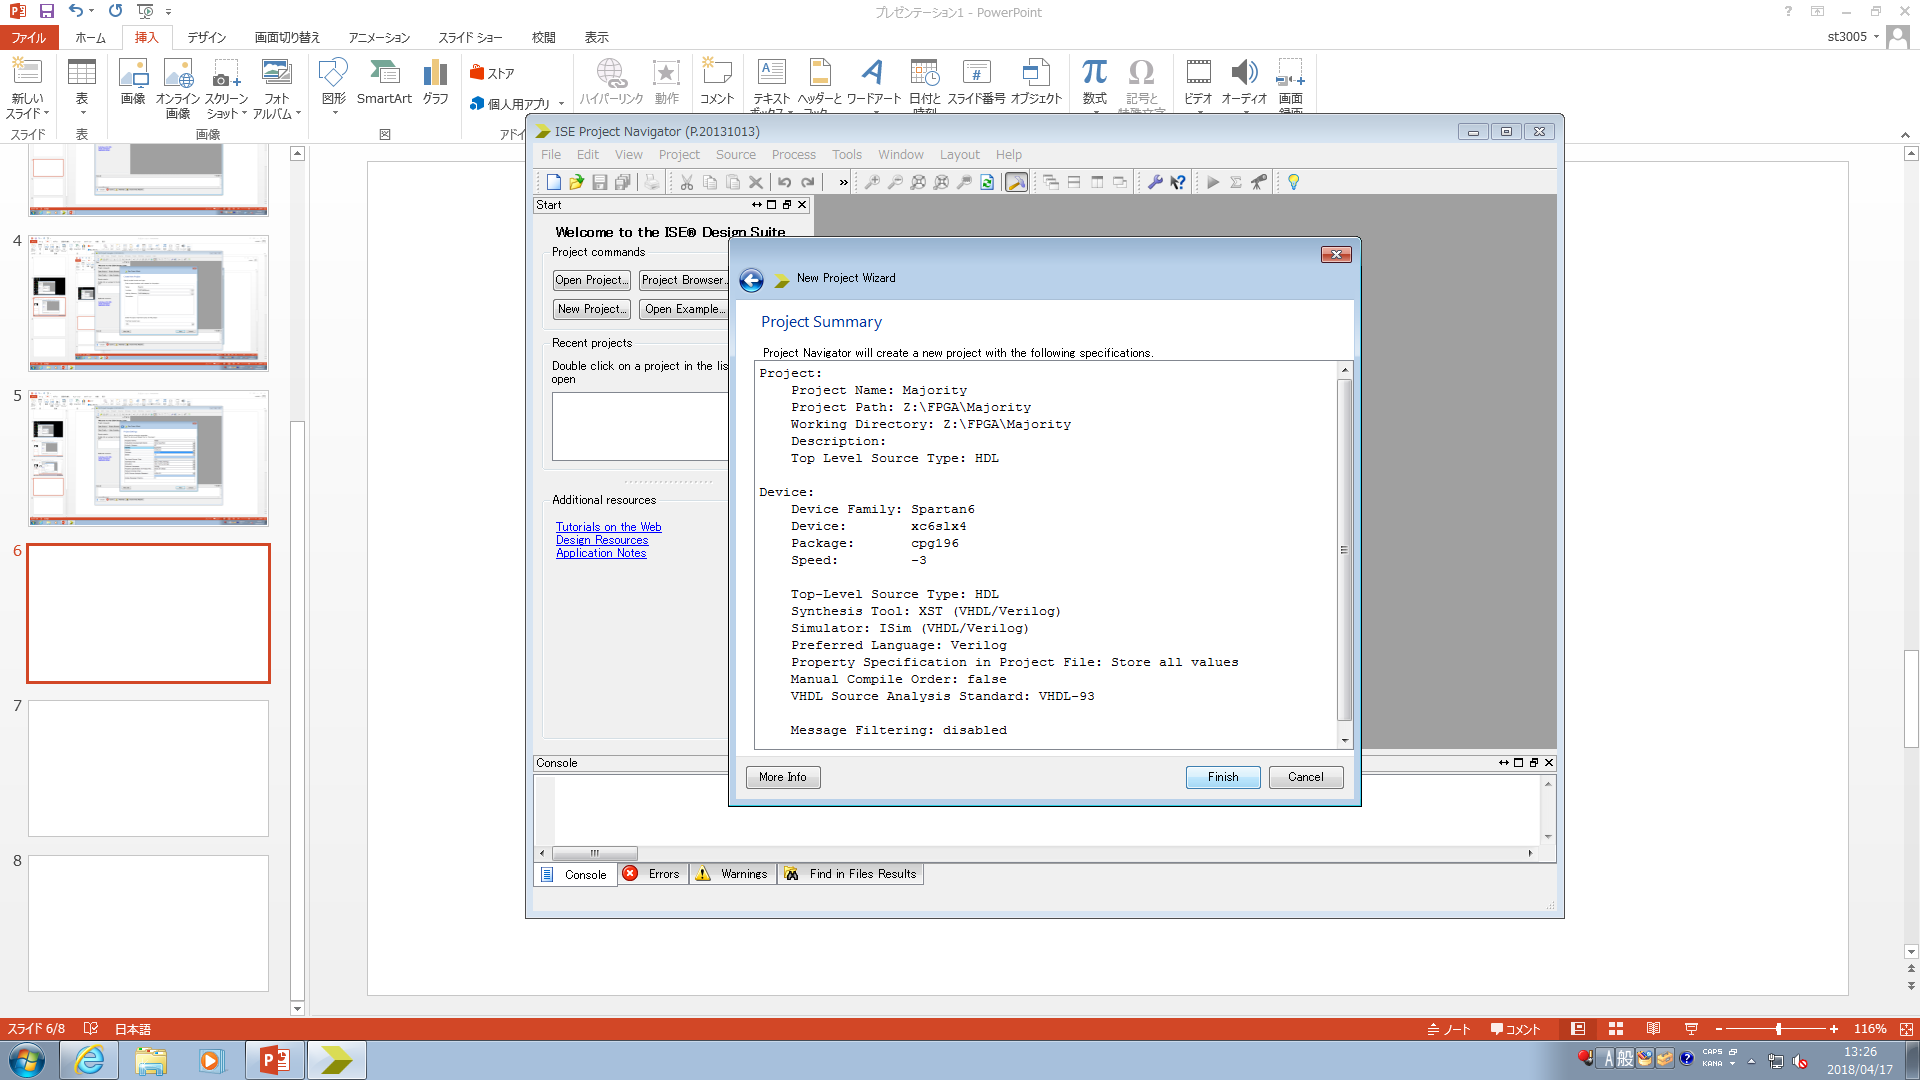 プレゼンテーション1 - PowerPoint
ファイル ホーム 挿入 デザイン 画面切り替え アニメーション スライド ショー 校閲 表示
st3005
新しい スライド
表
画像
オンライン 画像
スクリーン ショット
フォト アルバム
図形
SmartArt
グラフ
ストア
個人用アプリ
ハイパーリンク
動作
コメント
テキスト
ヘッダーと
ワードアート
日付と
スライド番号
オブジェクト
数式
記号と
ビデオ
オーディオ
画面
スライド
表
画像
図
アドイ
ISE Project Navigator (P.20131013)
File Edit View Project Source Process Tools Window Layout Help
Start
Welcome to the ISE® Design Suite
Project commands
Open Project... Project Browser...
New Project... Open Example...
Recent projects
Double click on a project in the lis
open
Additional resources
Tutorials on the Web
Design Resources
Application Notes
New Project Wizard
Project Summary
Project Navigator will create a new project with the following specifications.
Project:
Project Name: Majority
Project Path: Z:\FPGA\Majority
Working Directory: Z:\FPGA\Majority
Description:
Top Level Source Type: HDL
Device:
Device Family: Spartan6
Device: xc6slx4
Package: cpg196
Speed: -3
Top-Level Source Type: HDL
Synthesis Tool: XST (VHDL/Verilog)
Simulator: ISim (VHDL/Verilog)
Preferred Language: Verilog
Property Specification in Project File: Store all values
Manual Compile Order: false
VHDL Source Analysis Standard: VHDL-93
Message Filtering: disabled
More Info Finish Cancel
Console
Console Errors Warnings Find in Files Results
4
5
6
7
8
スライド 6/8 日本語
ノート コメント 116%
A 般 CAPS KANA
13:26
2018/04/17